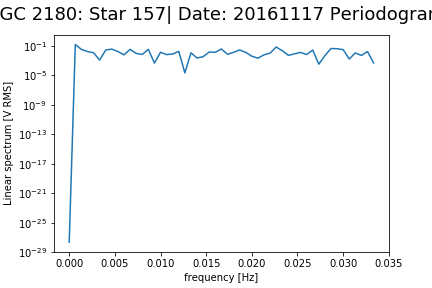 GC 2180: Star 157| Date: 20161117 Periodogram
10⁻¹
10⁻⁵
10⁻⁹
10⁻¹³
10⁻¹⁷
10⁻²¹
10⁻²⁵
10⁻²⁹
Linear spectrum [V RMS]
0.000 0.005 0.010 0.015 0.020 0.025 0.030 0.035
frequency [Hz]